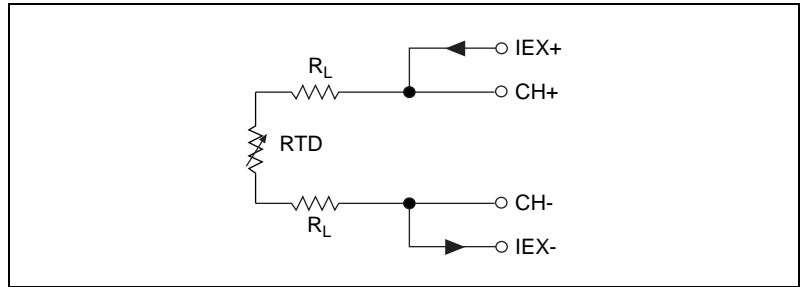 IEX+
R_L
CH+
RTD
CH-
R_L
IEX-